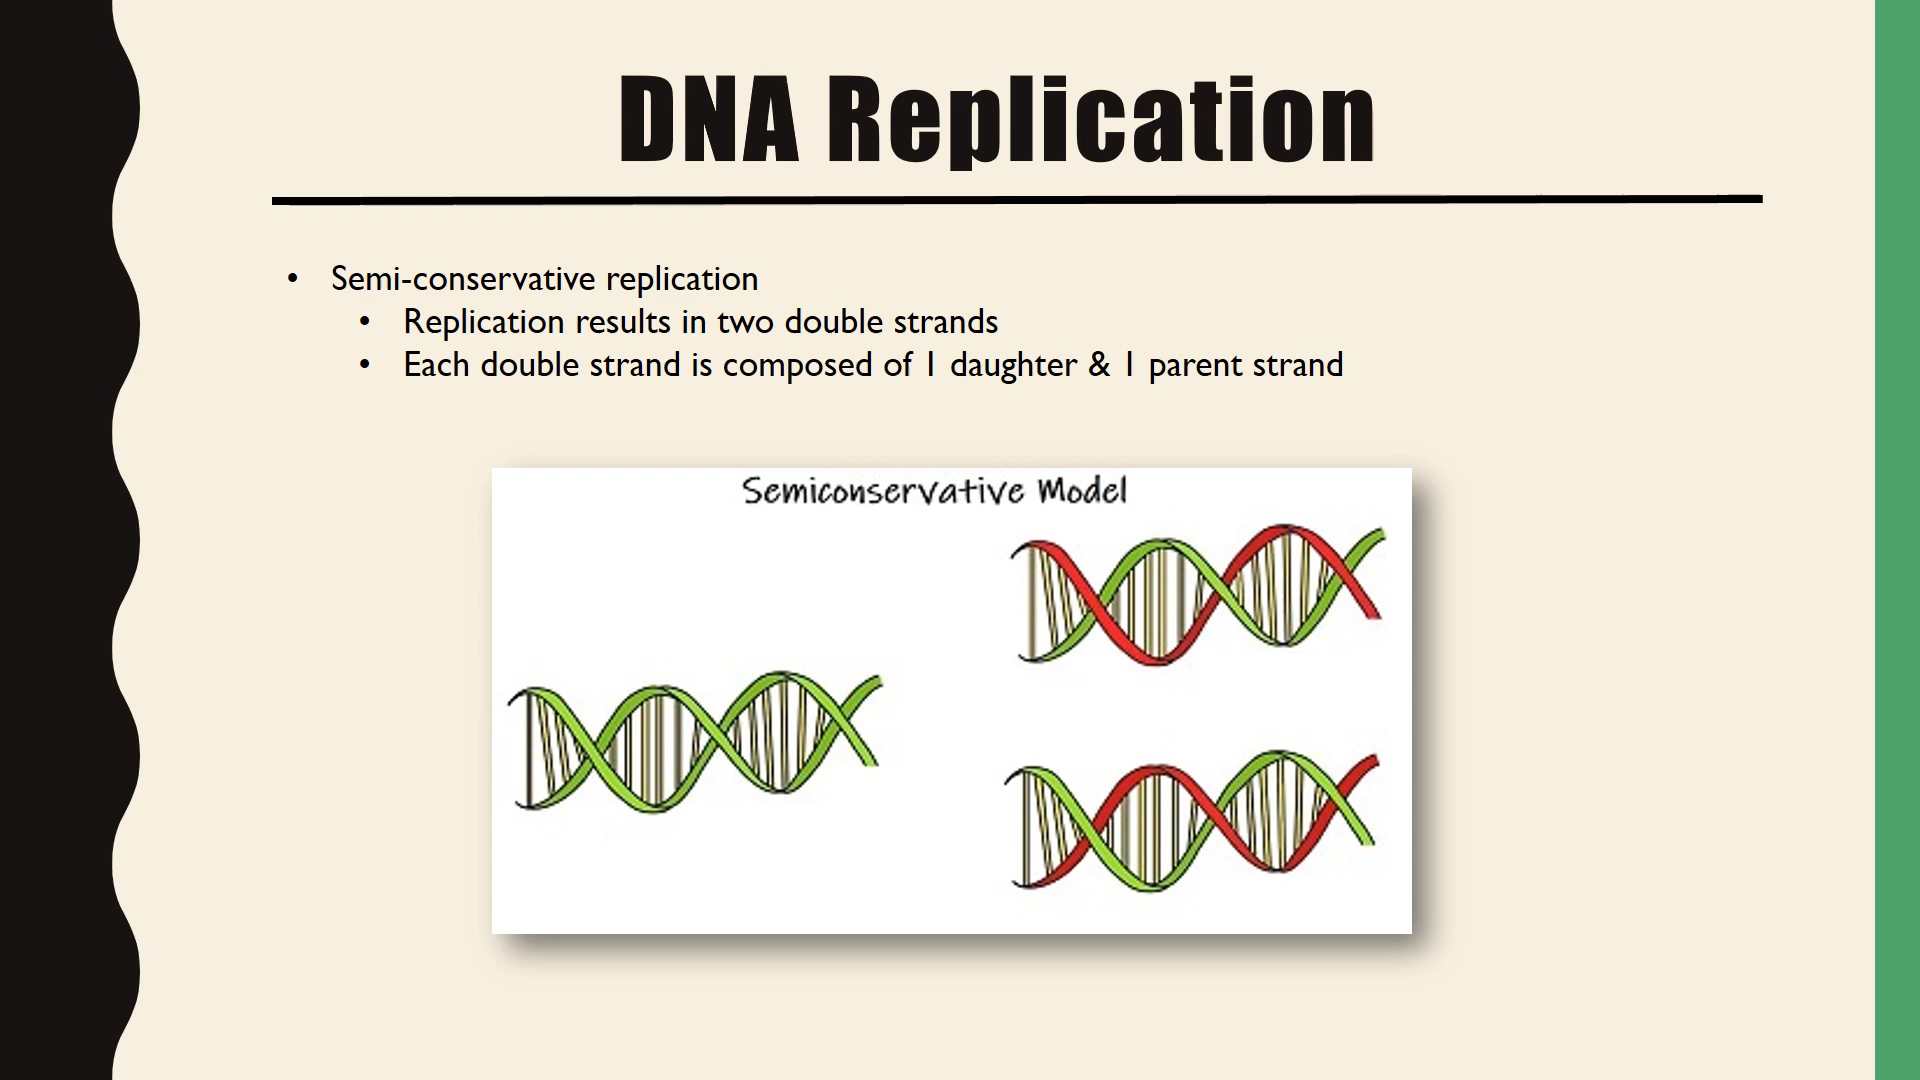 DNA Replication
• Semi-conservative replication
• Replication results in two double strands
• Each double strand is composed of 1 daughter & 1 parent strand
Semiconservative Model